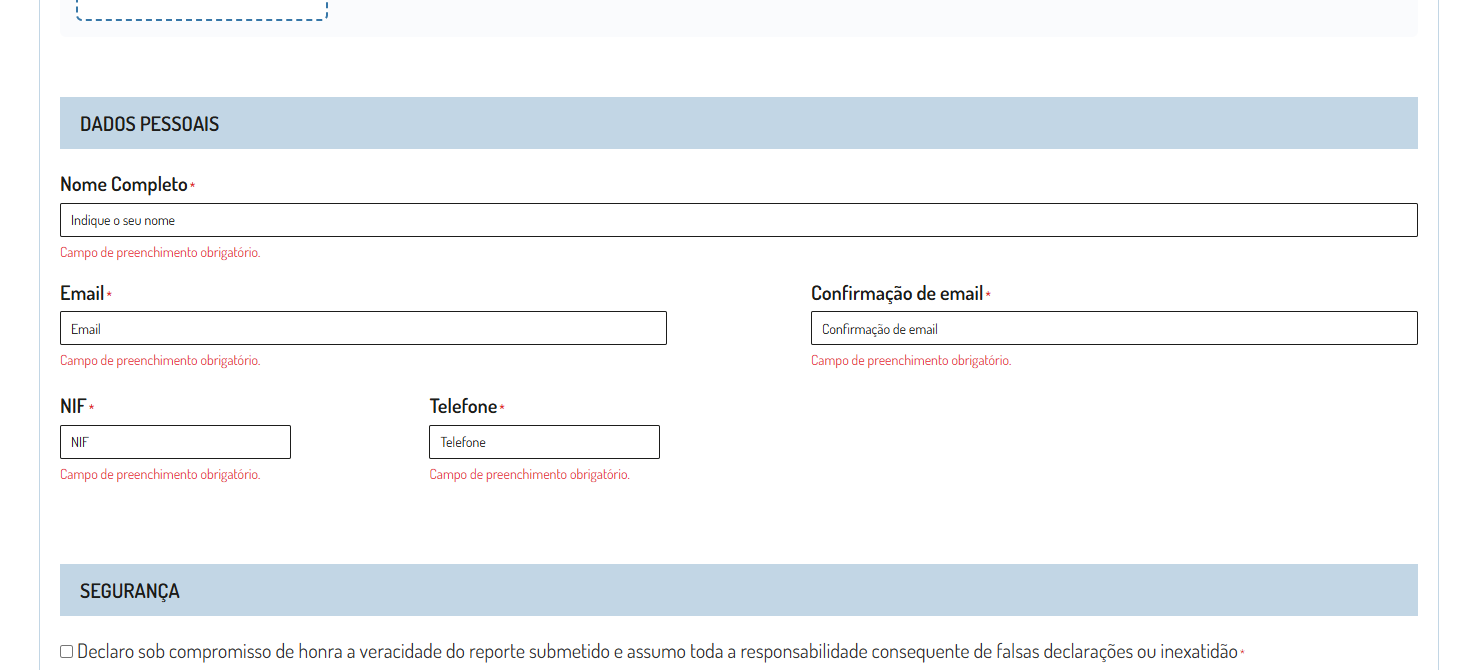 DADOS PESSOAIS
Nome Completo *
Indique o seu nome
Campo de preenchimento obrigatório.
Email * Confirmação de email *
Email Confirmação de email
Campo de preenchimento obrigatório. Campo de preenchimento obrigatório.
NIF * Telefone *
NIF Telefone
Campo de preenchimento obrigatório. Campo de preenchimento obrigatório.
SEGURANÇA
Declaro sob compromisso de honra a veracidade do reporte submetido e assumo toda a responsabilidade consequente de falsas declarações ou inexatidão *